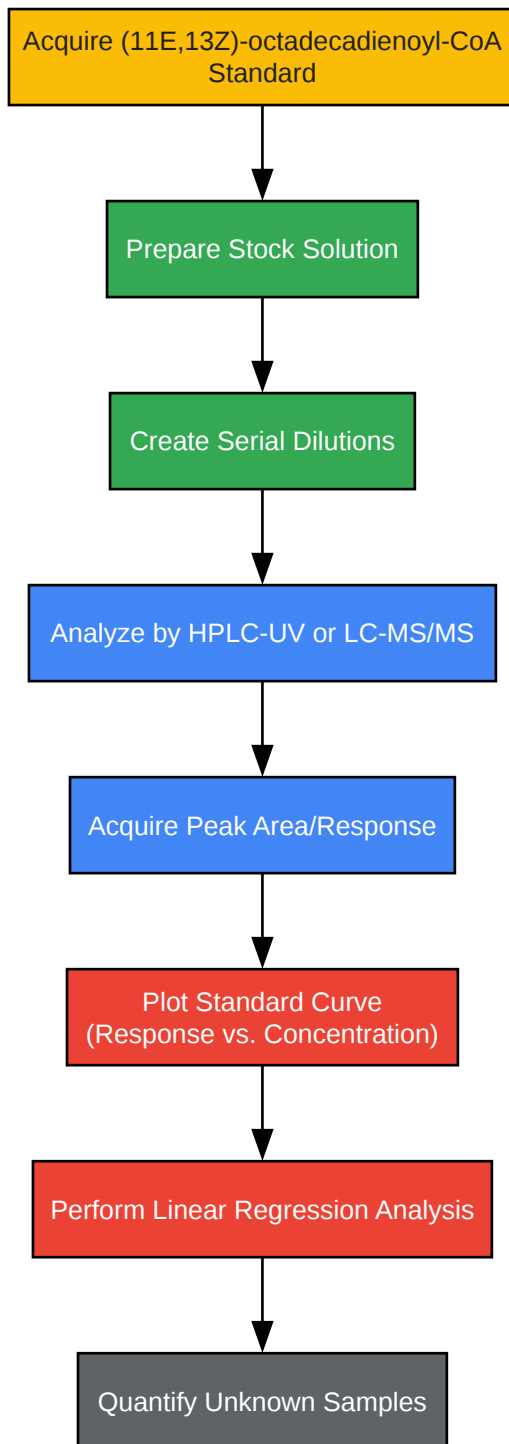 Acquire (11E,13Z)-octadecadienoyl-CoA
Standard
Prepare Stock Solution
Create Serial Dilutions
Analyze by HPLC-UV or LC-MS/MS
Acquire Peak Area/Response
Plot Standard Curve
(Response vs. Concentration)
Perform Linear Regression Analysis
Quantify Unknown Samples